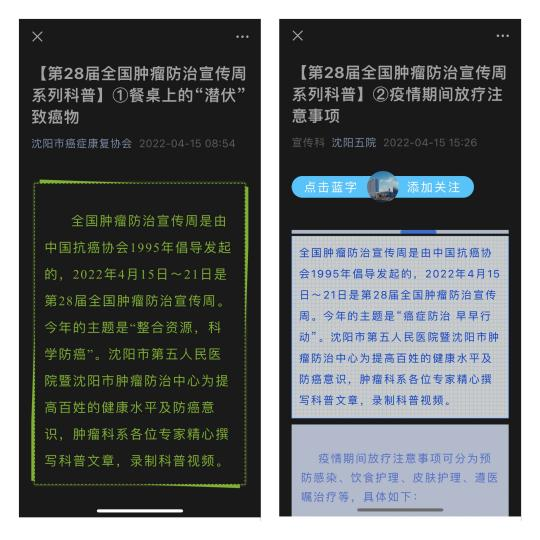 【第28届全国肿瘤防治宣传周
系列科普】①餐桌上的“潜伏”
致癌物
沈阳市癌症康复协会 2022-04-15 08:54
全国肿瘤防治宣传周是由
中国抗癌协会1995年倡导发起
的，2022年4月15日～21日是
第28届全国肿瘤防治宣传周。
今年的主题是“整合资源，科
学防癌”。沈阳市第五人民医
院暨沈阳市肿瘤防治中心为提
高百姓的健康水平及防癌意
识，肿瘤科系各位专家精心撰
写科普文章，录制科普视频。
【第28届全国肿瘤防治宣传周
系列科普】②疫情期间放疗注
意事项
宣传科 沈阳五院 2022-04-15 15:26
点击蓝字 添加关注
全国肿瘤防治宣传周是由中国抗癌协
会1995年倡导发起的，2022年4月15
日～21日是第28届全国肿瘤防治宣传
周。今年的主题是“癌症防治 早早行
动”。沈阳市第五人民医院暨沈阳市肿
瘤防治中心为提高百姓的健康水平及
防癌意识，肿瘤科系各位专家精心撰
写科普文章，录制科普视频。
疫情期间放疗注意事项可分为预
防感染、饮食护理、皮肤护理、遵医
嘱治疗等，具体如下：